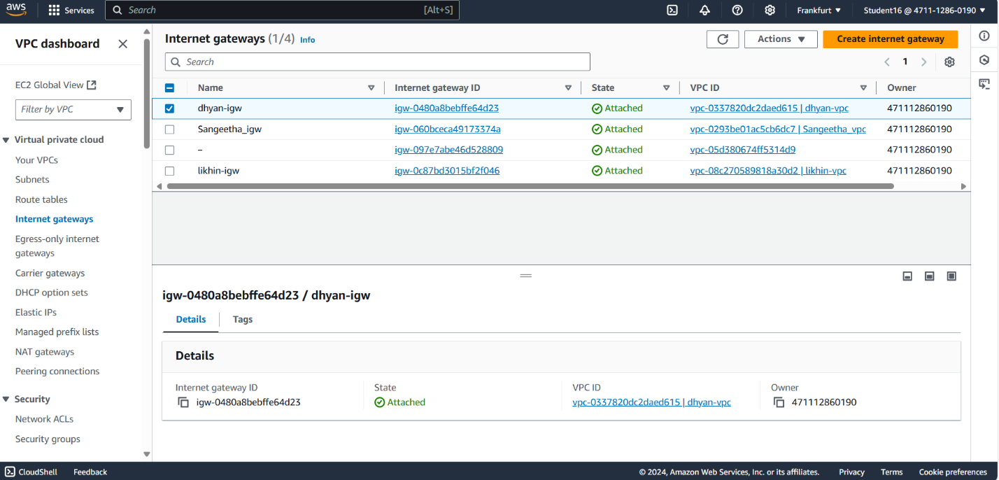 aws Services Search [Alt+S] Frankfurt Student16 @ 4711-1286-0190
VPC dashboard
EC2 Global View
Filter by VPC
Virtual private cloud
Your VPCs
Subnets
Route tables
Internet gateways
Egress-only internet
gateways
Carrier gateways
DHCP option sets
Elastic IPs
Managed prefix lists
NAT gateways
Peering connections
Security
Network ACLs
Security groups
Internet gateways (1/4) Info
Actions
Create internet gateway
Search
1
Name Internet gateway ID State VPC ID Owner
dhyan-igw igw-0480a8bebffe64d23 Attached vpc-0337820dc2daed615 | dhyan-vpc 471112860190
Sangeetha_igw igw-060bceca49173374a Attached vpc-0293be01ac5cb6dc7 | Sangeetha_vpc 471112860190
– igw-097e7abe46d528809 Attached vpc-05d380674ff5314d9 471112860190
likhin-igw igw-0c87bd3015bf2f046 Attached vpc-08c270589818a30d2 | likhin-vpc 471112860190
igw-0480a8bebffe64d23 / dhyan-igw
Details Tags
Details
Internet gateway ID State VPC ID Owner
igw-0480a8bebffe64d23 Attached vpc-0337820dc2daed615 | dhyan-vpc 471112860190
CloudShell Feedback © 2024, Amazon Web Services, Inc. or its affiliates. Privacy Terms Cookie preferences